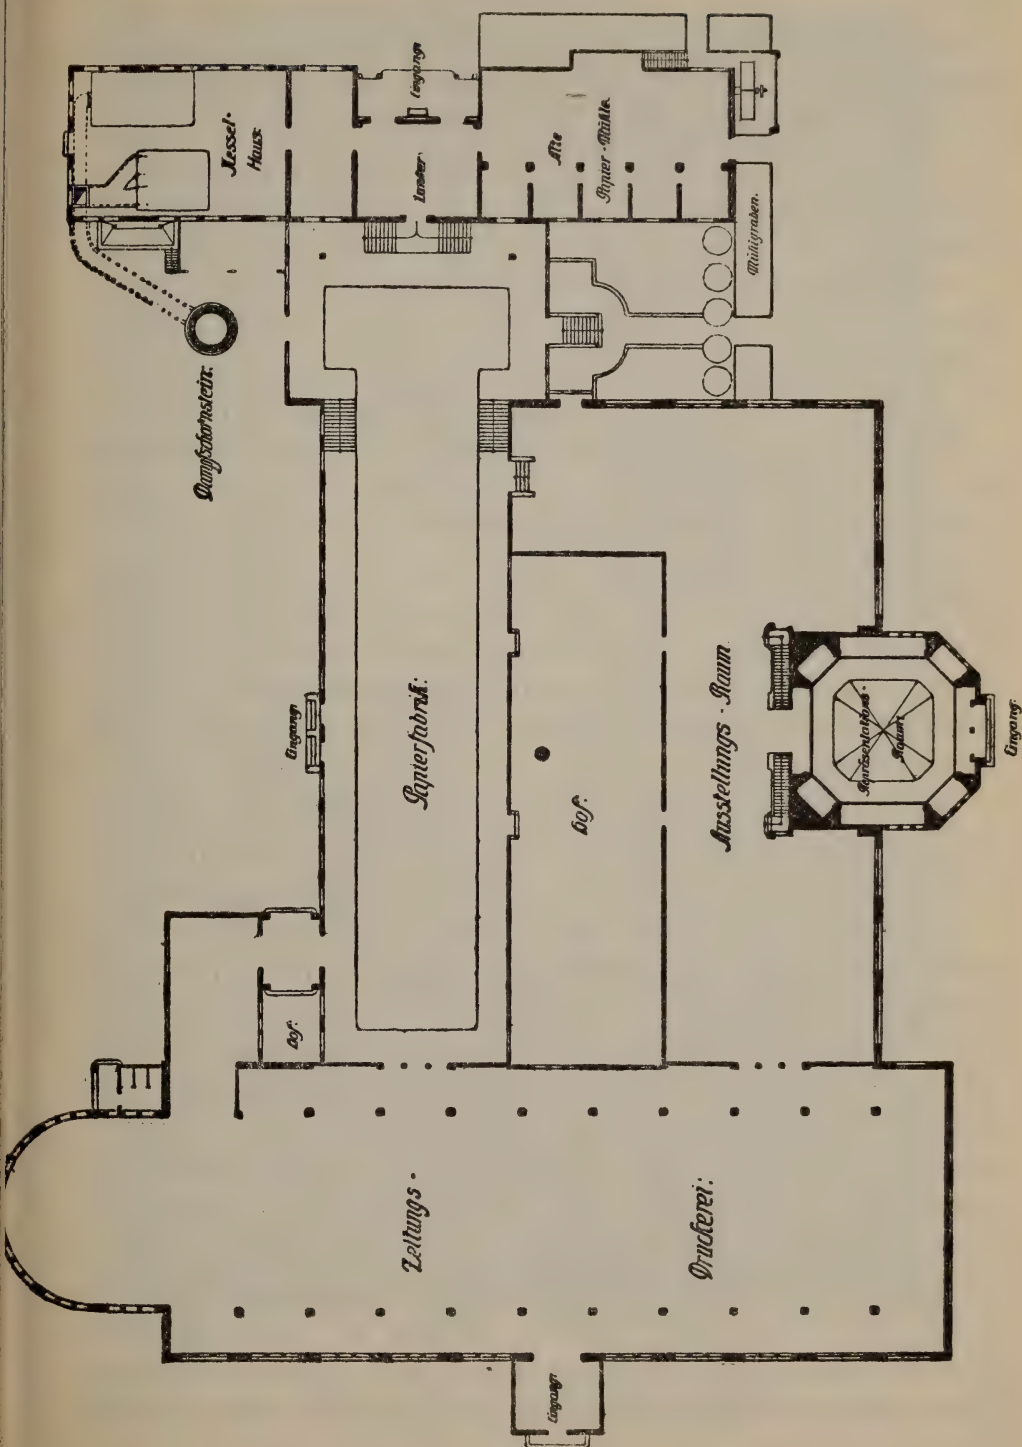 Eingang:
Kessel-
Haus:
Alte
Papier-Mühle.
Mühlgraben.
Dampfschornstein:
Eingang:
Papierfabrik:
Hof:
Ausstellungs-Raum
Repräsentations-
Raum
Eingang:
Hof:
Zeitungs-
Druckerei:
Eingang